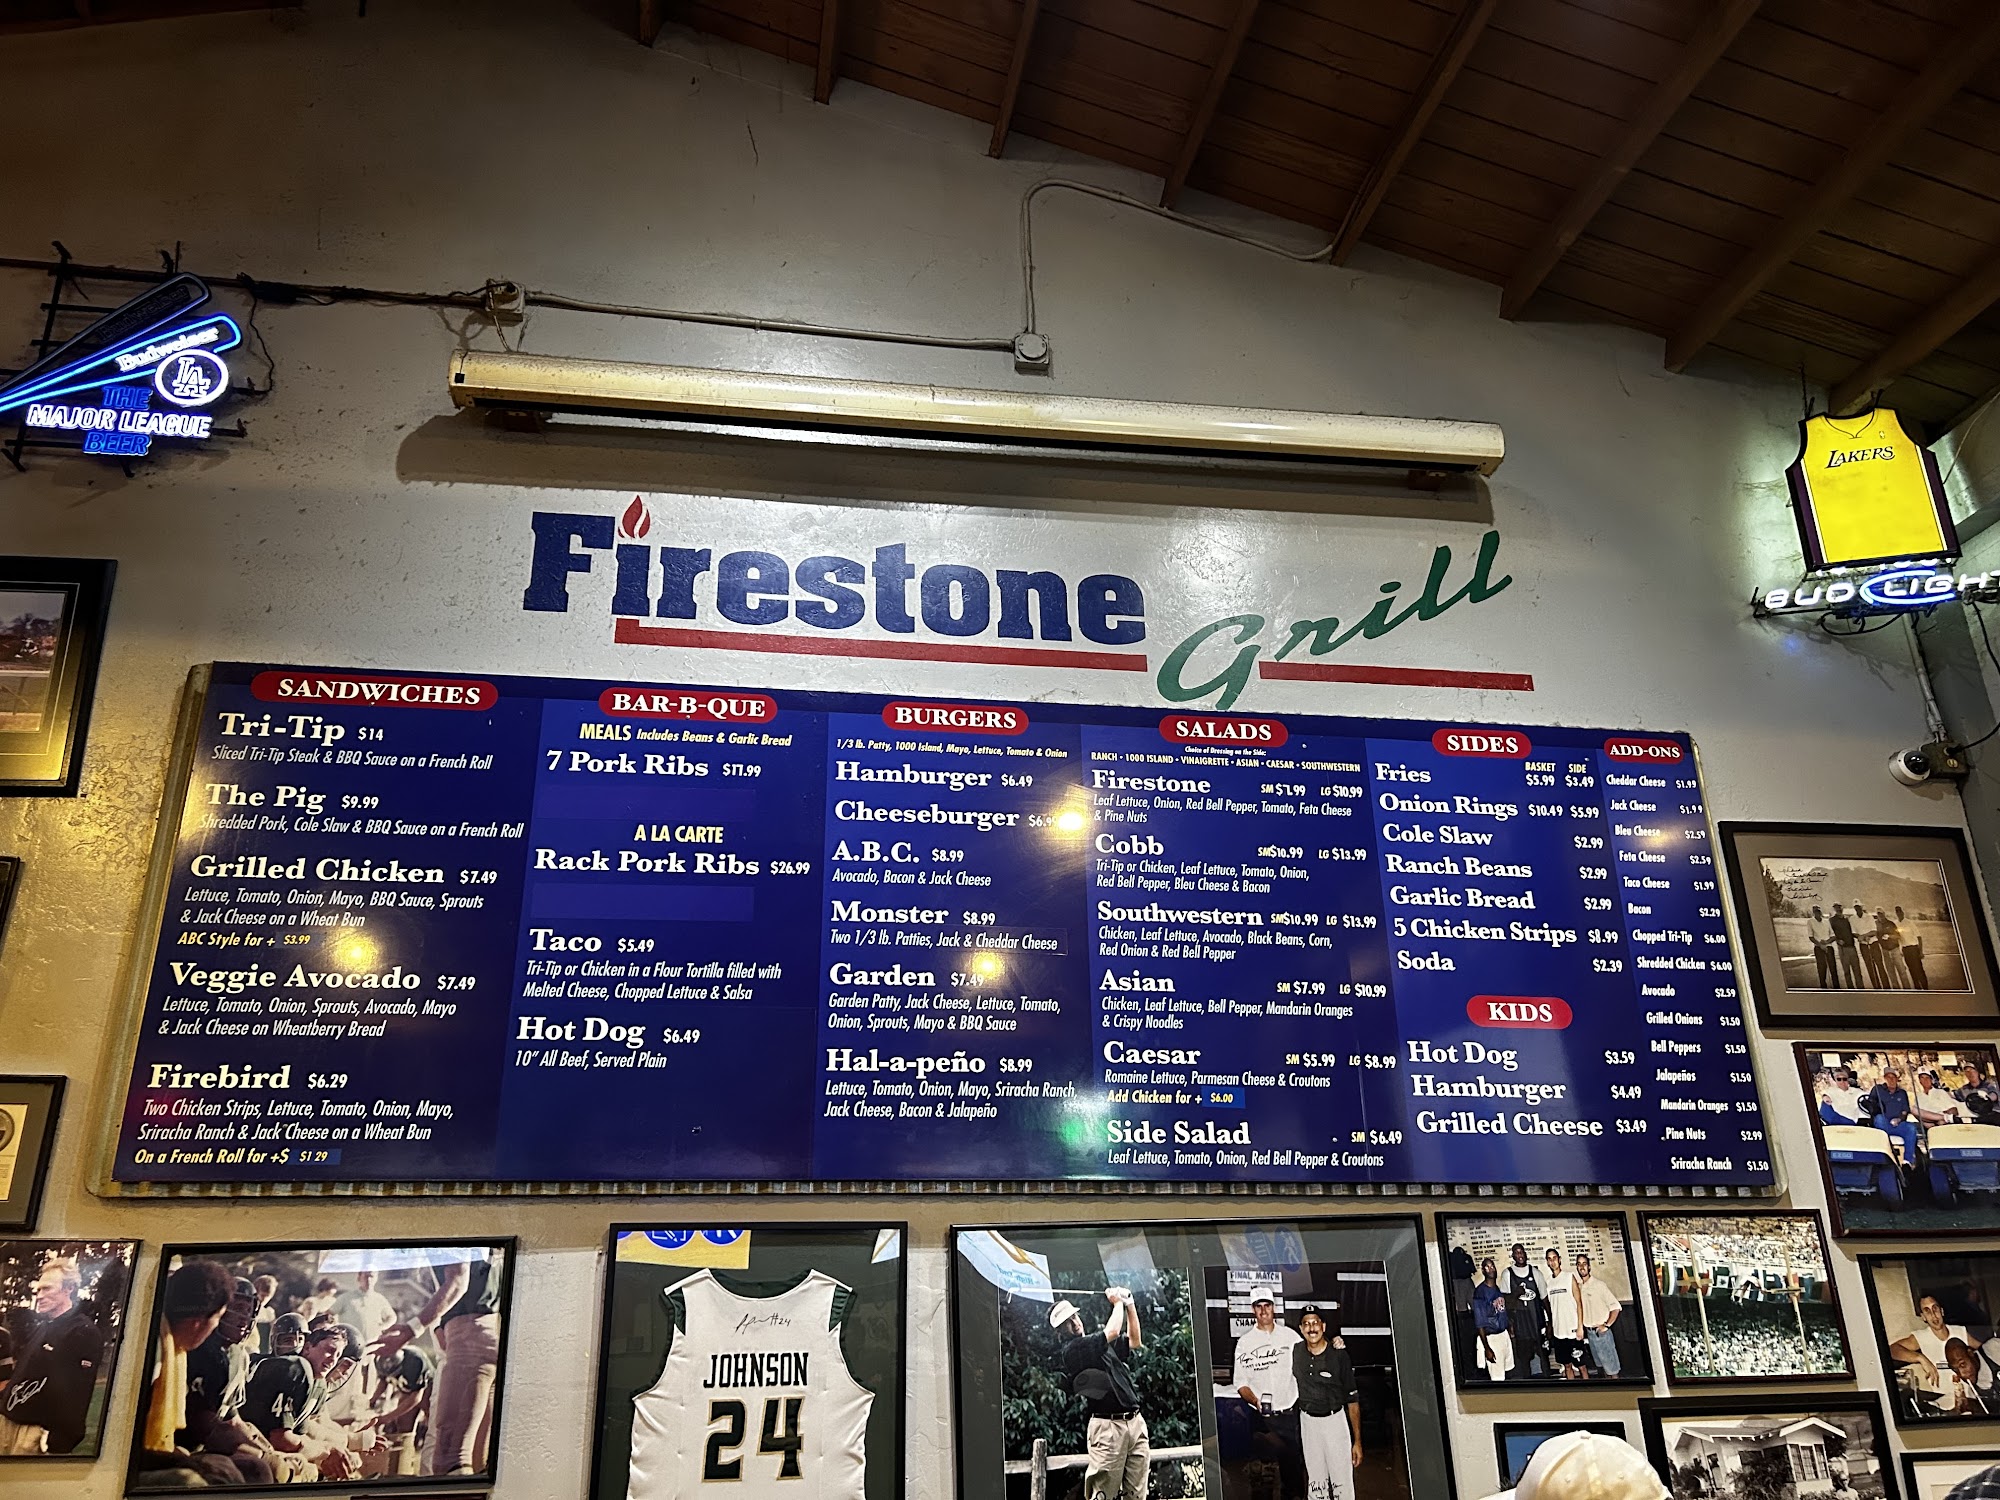 Budweiser
LA
THE
MAJOR LEAGUE
BEER
LAKERS
BUD LIGHT
Firestone Grill
SANDWICHES
Tri-Tip $14
Sliced Tri-Tip Steak & BBQ Sauce on a French Roll
The Pig $9.99
Shredded Pork, Cole Slaw & BBQ Sauce on a French Roll
Grilled Chicken $7.49
Lettuce, Tomato, Onion, Mayo, BBQ Sauce, Sprouts
& Jack Cheese on a Wheat Bun
ABC Style for + $3.99
Veggie Avocado $7.49
Lettuce, Tomato, Onion, Sprouts, Avocado, Mayo
& Jack Cheese on Wheatberry Bread
Firebird $6.29
Two Chicken Strips, Lettuce, Tomato, Onion, Mayo,
Sriracha Ranch & Jack Cheese on a Wheat Bun
On a French Roll for +$ $1 29
BAR-B-QUE
MEALS Includes Beans & Garlic Bread
7 Pork Ribs $17.99
A LA CARTE
Rack Pork Ribs $26.99
Taco $5.49
Tri-Tip or Chicken in a Flour Tortilla filled with
Melted Cheese, Chopped Lettuce & Salsa
Hot Dog $6.49
10" All Beef, Served Plain
BURGERS
1/3 lb. Patty, 1000 Island, Mayo, Lettuce, Tomato & Onion
Hamburger $6.49
Cheeseburger
A.B.C. $8.99
Avocado, Bacon & Jack Cheese
Monster $8.99
Two 1/3 lb. Patties, Jack & Cheddar Cheese
Garden $7.49
Garden Patty, Jack Cheese, Lettuce, Tomato,
Onion, Sprouts, Mayo & BBQ Sauce
Hal-a-peño $8.99
Lettuce, Tomato, Onion, Mayo, Sriracha Ranch,
Jack Cheese, Bacon & Jalapeño
SALADS
Choice of Dressing on the Side:
RANCH · 1000 ISLAND · VINAIGRETTE · ASIAN · CAESAR · SOUTHWESTERN
Firestone SM $7.99 LG $10.99
Leaf Lettuce, Onion, Red Bell Pepper, Tomato, Feta Cheese
& Pine Nuts
Cobb SM $10.99 LG $13.99
Tri-Tip or Chicken, Leaf Lettuce, Tomato, Onion,
Red Bell Pepper, Bleu Cheese & Bacon
Southwestern SM $10.99 LG $13.99
Chicken, Leaf Lettuce, Avocado, Black Beans, Corn,
Red Onion & Red Bell Pepper
Asian SM $7.99 LG $10.99
Chicken, Leaf Lettuce, Bell Pepper, Mandarin Oranges
& Crispy Noodles
Caesar SM $5.99 LG $8.99
Romaine Lettuce, Parmesan Cheese & Croutons
Add Chicken for + $6.00
Side Salad SM $6.49
Leaf Lettuce, Tomato, Onion, Red Bell Pepper & Croutons
SIDES
BASKET SIDE
Fries $5.99 $3.49
Onion Rings $10.49 $5.99
Cole Slaw $2.99
Ranch Beans $2.99
Garlic Bread $2.99
5 Chicken Strips $8.99
Soda $2.39
KIDS
Hot Dog $3.59
Hamburger $4.49
Grilled Cheese $3.49
ADD-ONS
Cheddar Cheese $1.99
Jack Cheese $1.99
Bleu Cheese $2.59
Feta Cheese $2.59
Taco Cheese $1.99
Bacon $2.29
Chopped Tri-Tip $6.00
Shredded Chicken $6.00
Avocado $2.59
Grilled Onions $1.50
Bell Peppers $1.50
Jalapeños $1.50
Mandarin Oranges $1.50
Pine Nuts $2.99
Sriracha Ranch $1.50
#24
JOHNSON
24
FINAL MATCH
44